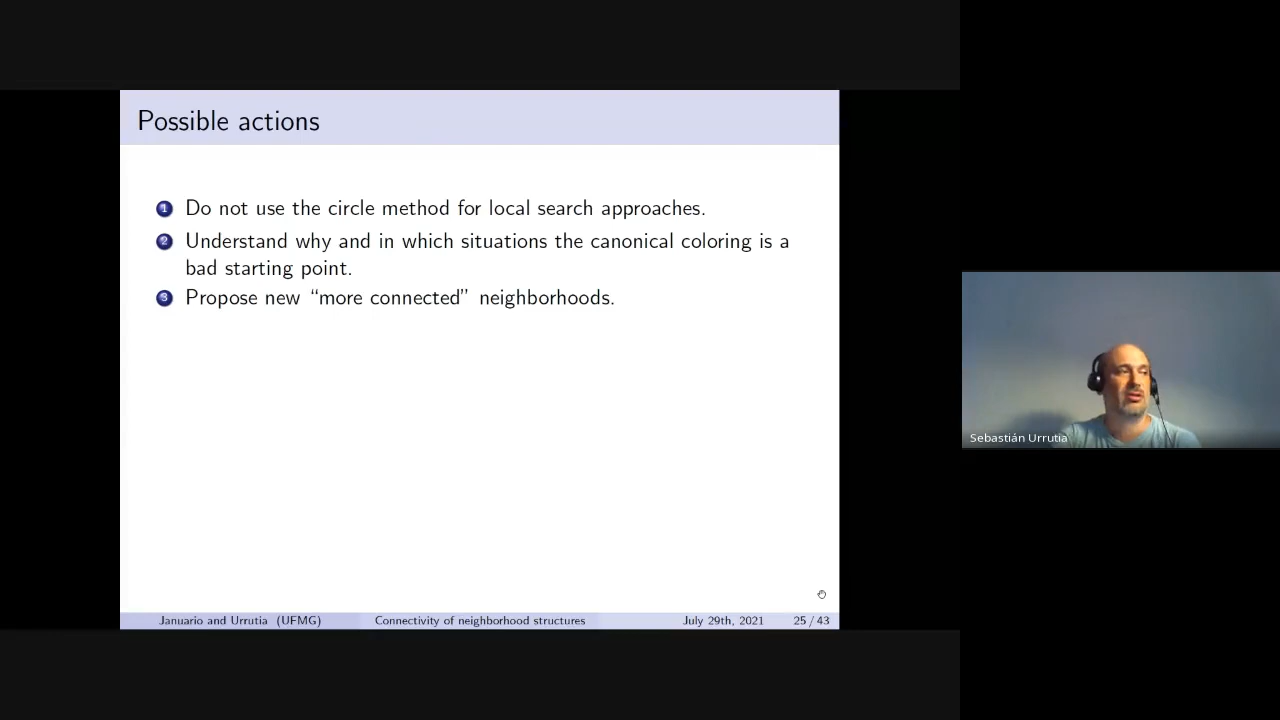 Possible actions
1 Do not use the circle method for local search approaches.
2 Understand why and in which situations the canonical coloring is a
bad starting point.
3 Propose new “more connected” neighborhoods.
Sebastián Urrutia
Januario and Urrutia (UFMG) Connectivity of neighborhood structures July 29th, 2021 25 / 43